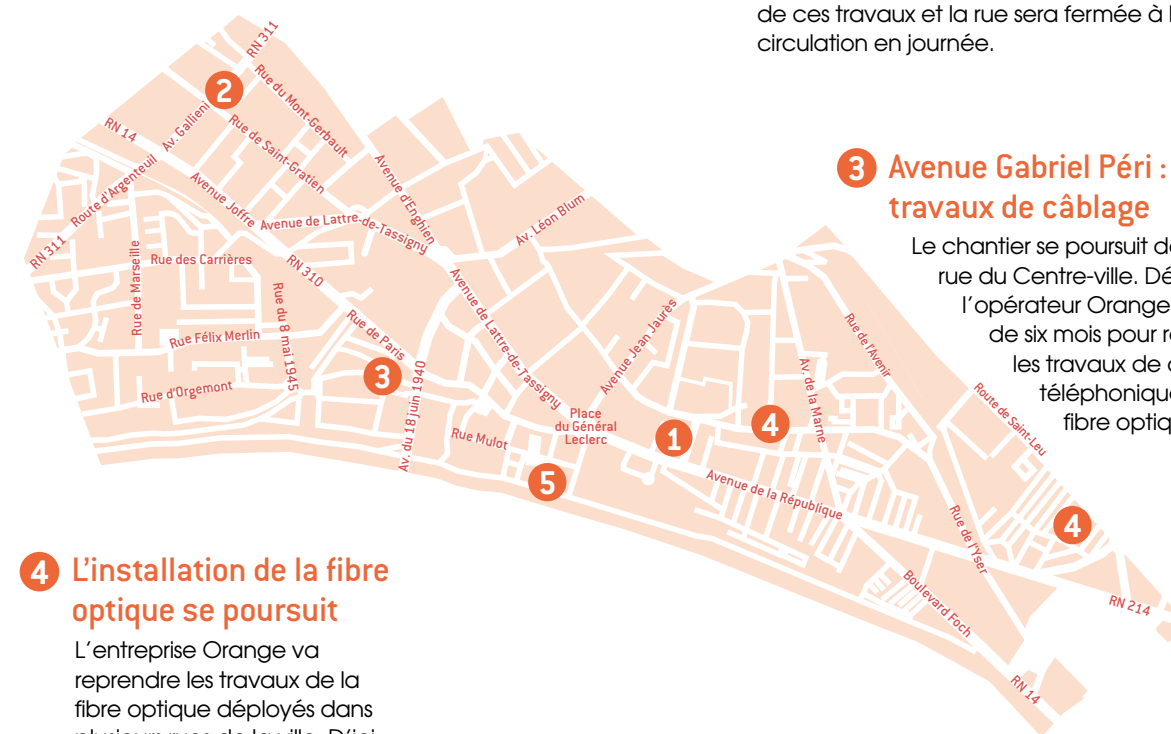 de ces travaux et la rue sera fermée à
circulation en journée.
RN 311
2
Rue du Mont-Gerbault
RN 14
Av. Gallieni
Rue de Saint-Gratien
Route d'Argenteuil
Avenue Joffre
Avenue d'Enghien
Avenue de Lattre-de-Tassigny
Av. Léon Blum
RN 311
Rue de Marseille
Rue des Carrières
RN 310
Rue du 8 mai 1945
Avenue de Lattre-de-Tassigny
Rue Félix Merlin
Rue de Paris
3
Avenue Jean Jaurès
Rue de l'Avenir
Rue d'Orgemont
Av. du 18 juin 1940
Av. de la Marne
Route de Saint-Leu
Rue Mulot
Place
du Général
Leclerc
1
4
5
Avenue de la République
Rue de l'Yser
4
Boulevard Foch
RN 214
RN 14
3 Avenue Gabriel Péri :
travaux de câblage
Le chantier se poursuit
rue du Centre-ville.
l'opérateur Orange
de six mois pour
les travaux de
téléphonique
fibre
4 L'installation de la fibre
optique se poursuit
L'entreprise Orange va
reprendre les travaux de la
fibre optique déployés dans